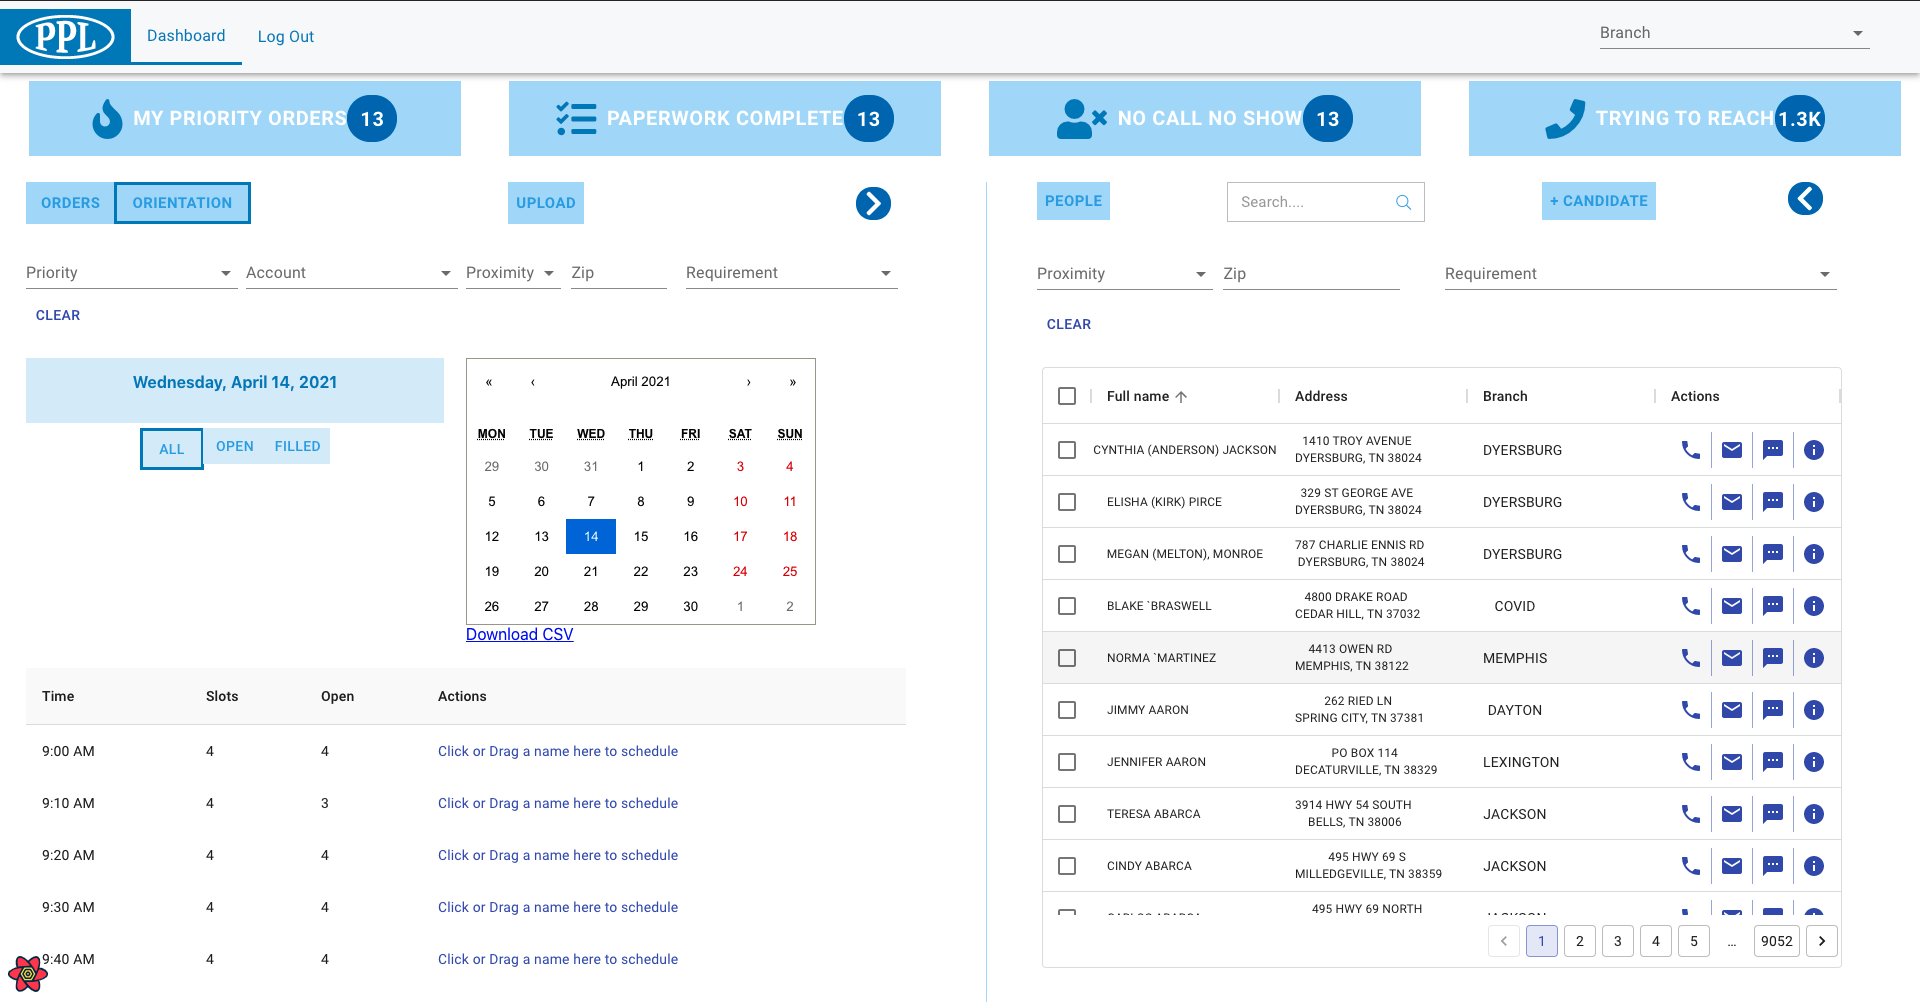 PPL
Dashboard
Log Out
Branch
MY PRIORITY ORDERS 13
PAPERWORK COMPLETE 13
NO CALL NO SHOW 13
TRYING TO REACH 1.3K
ORDERS
ORIENTATION
UPLOAD
PEOPLE
Search....
+ CANDIDATE
Priority
Account
Proximity
Zip
Requirement
CLEAR
Wednesday, April 14, 2021
ALL
OPEN
FILLED
« ‹ April 2021 › »
MON TUE WED THU FRI SAT SUN
29 30 31 1 2 3 4
5 6 7 8 9 10 11
12 13 14 15 16 17 18
19 20 21 22 23 24 25
26 27 28 29 30 1 2
Download CSV
Time Slots Open Actions
9:00 AM 4 4 Click or Drag a name here to schedule
9:10 AM 4 3 Click or Drag a name here to schedule
9:20 AM 4 4 Click or Drag a name here to schedule
9:30 AM 4 4 Click or Drag a name here to schedule
9:40 AM 4 4 Click or Drag a name here to schedule
Proximity
Zip
Requirement
CLEAR
Full name Address Branch Actions
CYNTHIA (ANDERSON) JACKSON
1410 TROY AVENUE
DYERSBURG, TN 38024
DYERSBURG
ELISHA (KIRK) PIRCE
329 ST GEORGE AVE
DYERSBURG, TN 38024
DYERSBURG
MEGAN (MELTON), MONROE
787 CHARLIE ENNIS RD
DYERSBURG, TN 38024
DYERSBURG
BLAKE `BRASWELL
4800 DRAKE ROAD
CEDAR HILL, TN 37032
COVID
NORMA `MARTINEZ
4413 OWEN RD
MEMPHIS, TN 38122
MEMPHIS
JIMMY AARON
262 RIED LN
SPRING CITY, TN 37381
DAYTON
JENNIFER AARON
PO BOX 114
DECATURVILLE, TN 38329
LEXINGTON
TERESA ABARCA
3914 HWY 54 SOUTH
BELLS, TN 38006
JACKSON
CINDY ABARCA
495 HWY 69 S
MILLEDGEVILLE, TN 38359
JACKSON
495 HWY 69 NORTH
1 2 3 4 5 ... 9052